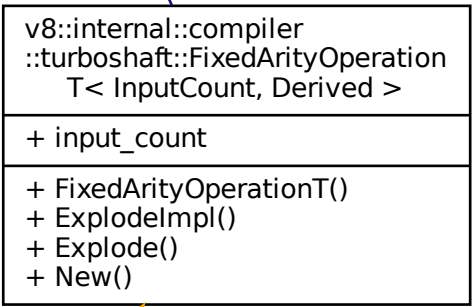 v8::internal::compiler
::turboshaft::FixedArityOperation
T< InputCount, Derived >
+ input_count
+ FixedArityOperationT()
+ ExplodeImpl()
+ Explode()
+ New()